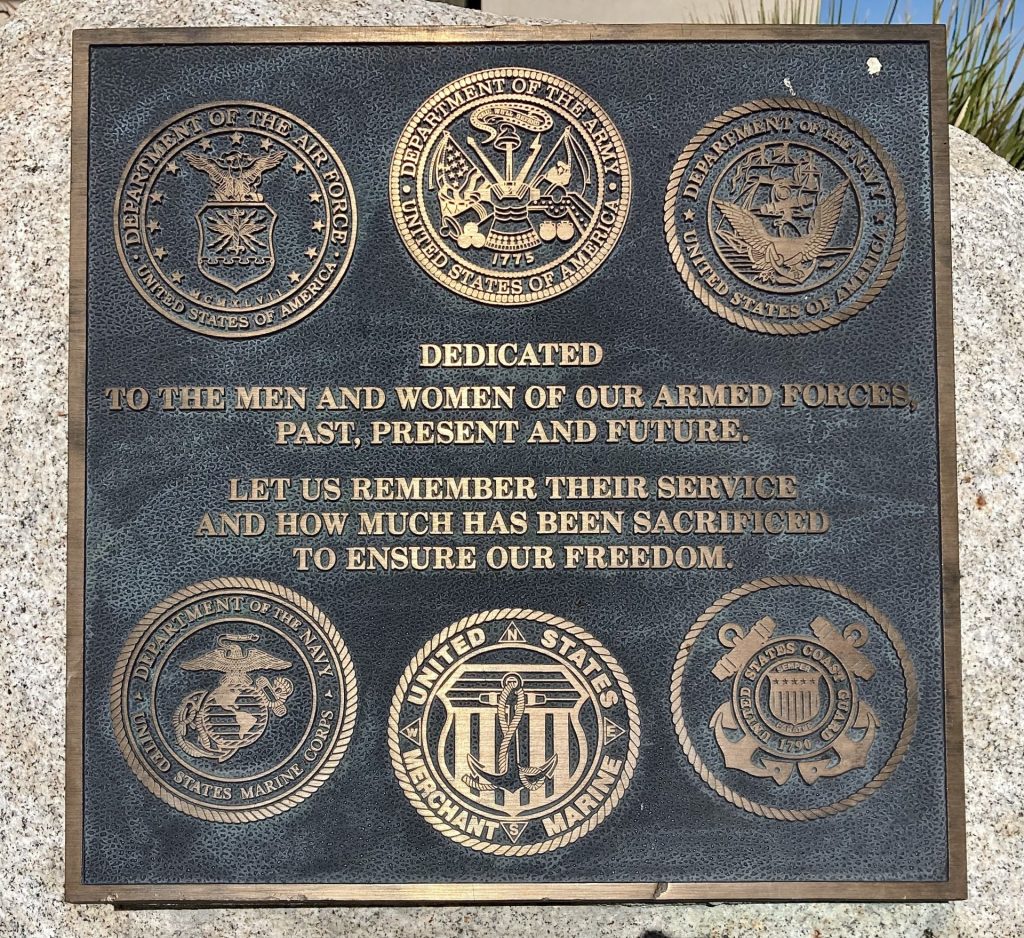 DEPARTMENT OF THE AIR FORCE
MCMXLVII
UNITED STATES OF AMERICA
DEPARTMENT OF THE ARMY
1775
UNITED STATES OF AMERICA
DEPARTMENT OF THE NAVY
UNITED STATES OF AMERICA
DEDICATED
TO THE MEN AND WOMEN OF OUR ARMED FORCES,
PAST, PRESENT AND FUTURE.
LET US REMEMBER THEIR SERVICE
AND HOW MUCH HAS BEEN SACRIFICED
TO ENSURE OUR FREEDOM.
DEPARTMENT OF THE NAVY
UNITED STATES MARINE CORPS
UNITED N STATES
W E
MERCHANT S MARINE
UNITED STATES COAST GUARD
SEMPER
1790